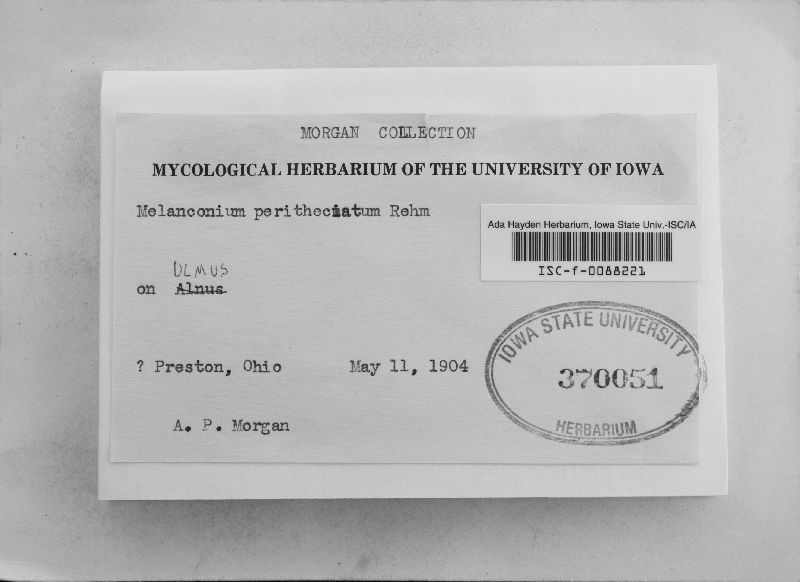 MORGAN COLLECTION
MYCOLOGICAL HERBARIUM OF THE UNIVERSITY OF IOWA
Melanconium peritheciatum Rehm
Ada Hayden Herbarium, Iowa State Univ.-ISC/IA
ISC-f-0088221
ULMUS
on Alnus
? Preston, Ohio May 11, 1904
A. P. Morgan
IOWA STATE UNIVERSITY
370051
HERBARIUM